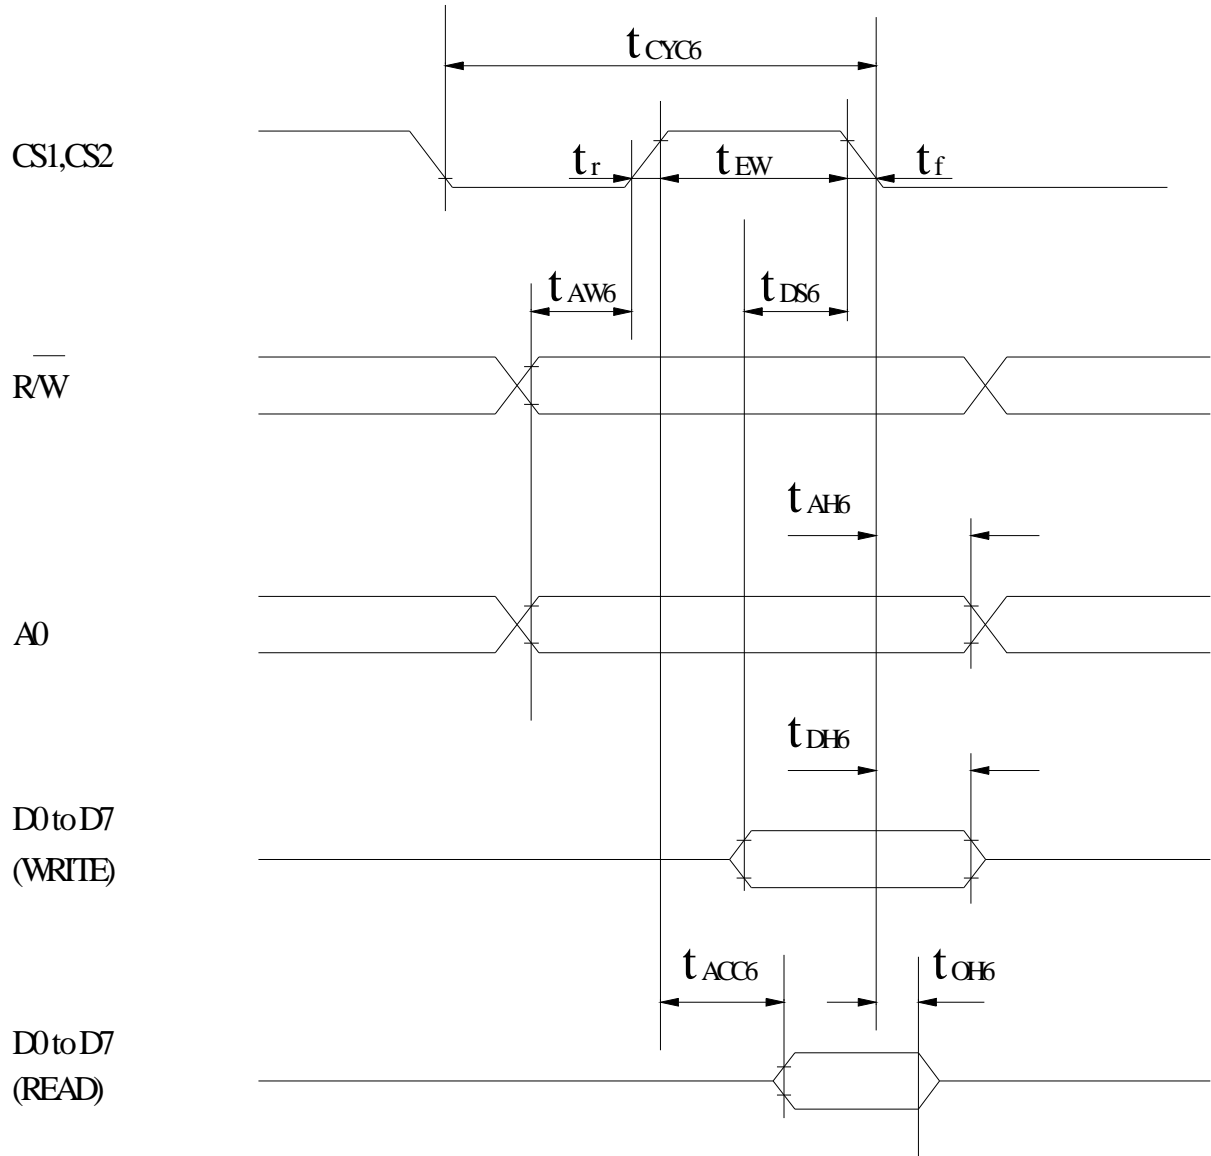 tCYC6
CS1,CS2
tr
tEW
tf
tAW6
tDS6
R/W̅
tAH6
A0
tDH6
D0 to D7
(WRITE)
tACC6
tOH6
D0 to D7
(READ)